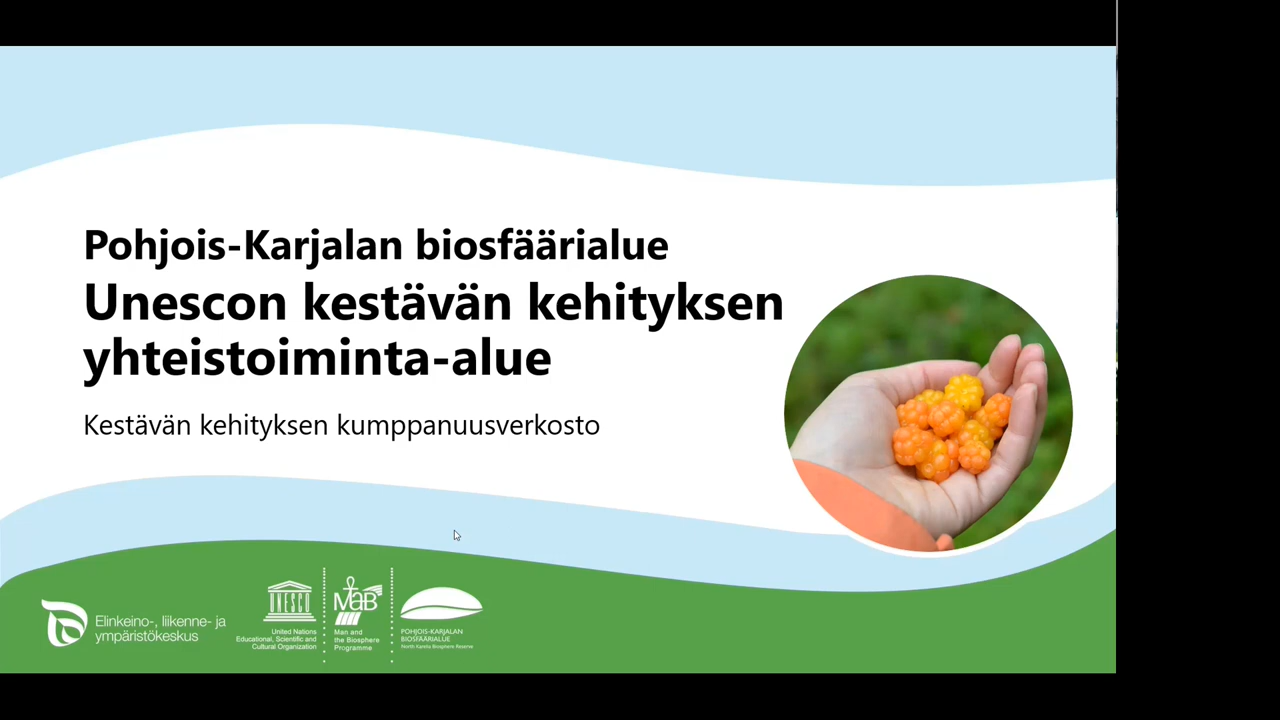 Pohjois-Karjalan biosfäärialue
Unescon kestävän kehityksen
yhteistoiminta-alue
Kestävän kehityksen kumppanuusverkosto
Elinkeino-, liikenne- ja
ympäristökeskus
UNESCO
United Nations
Educational, Scientific and
Cultural Organization
MaB
Man and
the Biosphere
Programme
POHJOIS-KARJALAN
BIOSFÄÄRIALUE
North Karelia Biosphere Reserve